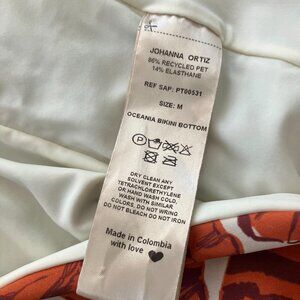 JOHANNA ORTIZ
86% RECYCLED PET
14% ELASTHANE
REF SAP: PT00531
SIZE: M
OCEANIA BIKINI BOTTOM
P
DRY CLEAN ANY
SOLVENT EXCEPT
TETRACHLORETHYLENE
OR HAND WASH COLD,
WASH WITH SIMILAR
COLORS, DO NOT WRING
DO NOT BLEACH DO NOT IRON
Made in Colombia
with love